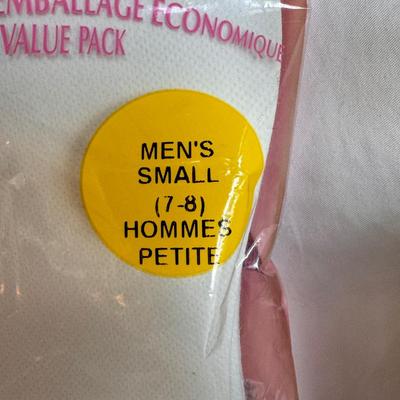 EMBALLAGE ÉCONOMIQUE
VALUE PACK
MEN'S
SMALL
(7-8)
HOMMES
PETITE